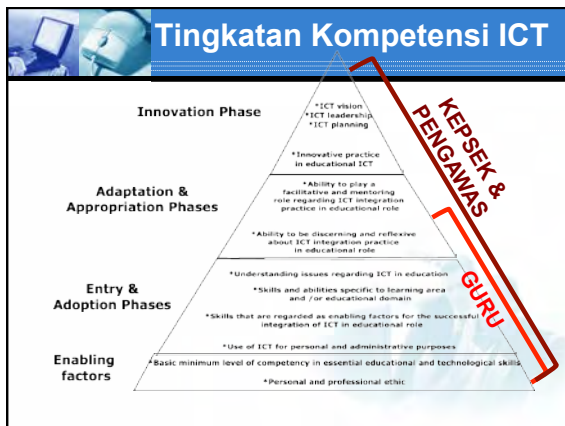 Tingkatan Kompetensi ICT
Innovation Phase
*ICT vision
*ICT leadership
*ICT planning
*Innovative practice
in educational ICT
Adaptation &
Appropriation Phases
*Ability to play a
facilitative and mentoring
role regarding ICT integration
practice in educational role
*Ability to be discerning and reflexive
about ICT integration practice
in educational role
Entry &
Adoption Phases
*Understanding issues regarding ICT in education
*Skills and abilities specific to learning area
and /or educational domain
*Skills that are regarded as enabling factors for the successful
integration of ICT in educational role
*Use of ICT for personal and administrative purposes
Enabling
factors
*Basic minimum level of competency in essential educational and technological skills
*Personal and professional ethic
KEPSEK &
PENGAWAS
GURU